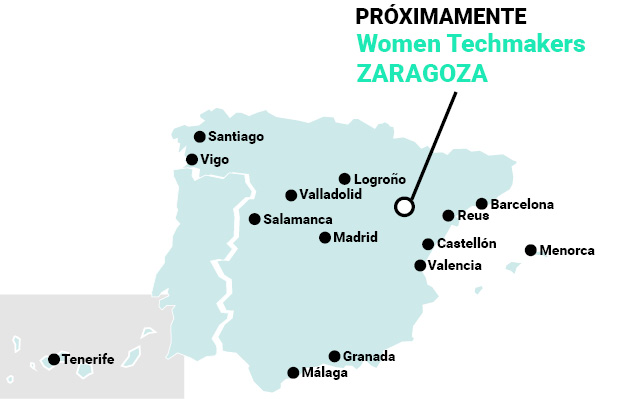 PRÓXIMAMENTE
Women Techmakers
ZARAGOZA
Santiago
Vigo
Logroño
Valladolid
Barcelona
Salamanca
Reus
Madrid
Castellón
Menorca
Valencia
Granada
Tenerife
Málaga